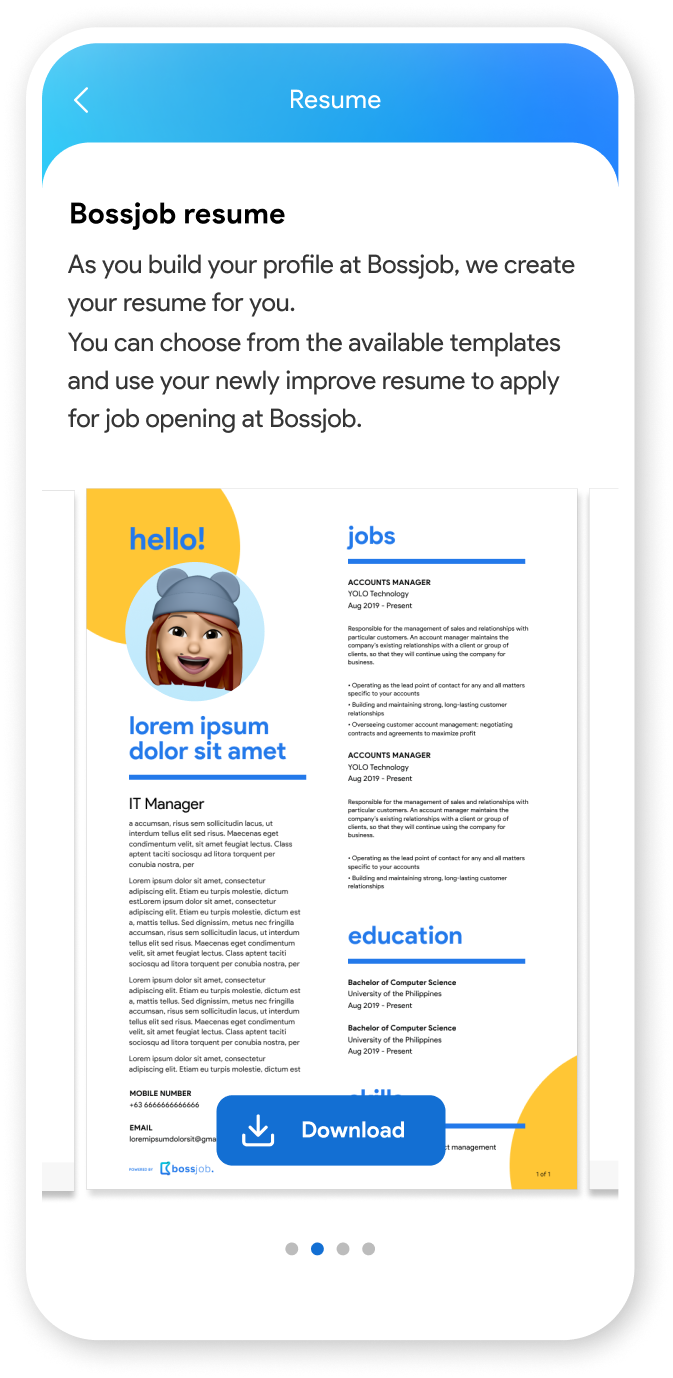 Resume
Bossjob resume
As you build your profile at Bossjob, we create
your resume for you.
You can choose from the available templates
and use your newly improve resume to apply
for job opening at Bossjob.
hello!
lorem ipsum
dolor sit amet
IT Manager
a accumsan, risus sem sollicitudin lacus, ut
interdum tellus elit sed risus. Maecenas eget
condimentum velit, sit amet feugiat lectus. Class
aptent taciti sociosqu ad litora torquent per
conubia nostra, per
Lorem ipsum dolor sit amet, consectetur
adipiscing elit. Etiam eu turpis molestie, dictum
estLorem ipsum dolor sit amet, consectetur
adipiscing elit. Etiam eu turpis molestie, dictum est
a, mattis tellus. Sed dignissim, metus nec fringilla
accumsan, risus sem sollicitudin lacus, ut interdum
tellus elit sed risus. Maecenas eget condimentum
velit, sit amet feugiat lectus. Class aptent taciti
sociosqu ad litora torquent per conubia nostra, per
Lorem ipsum dolor sit amet, consectetur
adipiscing elit. Etiam eu turpis molestie, dictum est
a, mattis tellus. Sed dignissim, metus nec fringilla
accumsan, risus sem sollicitudin lacus, ut interdum
tellus elit sed risus. Maecenas eget condimentum
velit, sit amet feugiat lectus. Class aptent taciti
sociosqu ad litora torquent per conubia nostra, per
Lorem ipsum dolor sit amet, consectetur
adipiscing elit. Etiam eu turpis molestie, dictum est
MOBILE NUMBER
+63 6666666666666
EMAIL
loremipsumdolorsit@gma
POWERED BY bossjob.
jobs
ACCOUNTS MANAGER
YOLO Technology
Aug 2019 - Present
Responsible for the management of sales and relationships with
particular customers. An account manager maintains the
company's existing relationships with a client or group of
clients, so that they will continue using the company for
business.
• Operating as the lead point of contact for any and all matters
specific to your accounts
• Building and maintaining strong, long-lasting customer
relationships
• Overseeing customer account management: negotiating
contracts and agreements to maximize profit
ACCOUNTS MANAGER
YOLO Technology
Aug 2019 - Present
Responsible for the management of sales and relationships with
particular customers. An account manager maintains the
company's existing relationships with a client or group of
clients, so that they will continue using the company for
business.
• Operating as the lead point of contact for any and all matters
specific to your accounts
• Building and maintaining strong, long-lasting customer
relationships
education
Bachelor of Computer Science
University of the Philippines
Aug 2019 - Present
Bachelor of Computer Science
University of the Philippines
Aug 2019 - Present
skills
ct management
1 of 1
Download